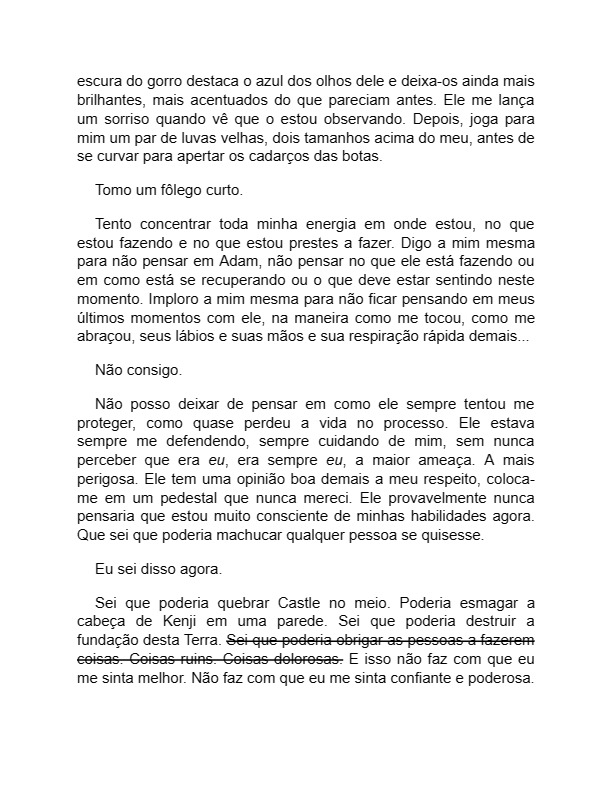 escura do gorro destaca o azul dos olhos dele e deixa-os ainda mais
brilhantes, mais acentuados do que pareciam antes. Ele me lança
um sorriso quando vê que o estou observando. Depois, joga para
mim um par de luvas velhas, dois tamanhos acima do meu, antes de
se curvar para apertar os cadarços das botas.
Tomo um fôlego curto.
Tento concentrar toda minha energia em onde estou, no que
estou fazendo e no que estou prestes a fazer. Digo a mim mesma
para não pensar em Adam, não pensar no que ele está fazendo ou
em como está se recuperando ou o que deve estar sentindo neste
momento. Imploro a mim mesma para não ficar pensando em meus
últimos momentos com ele, na maneira como me tocou, como me
abraçou, seus lábios e suas mãos e sua respiração rápida demais...
Não consigo.
Não posso deixar de pensar em como ele sempre tentou me
proteger, como quase perdeu a vida no processo. Ele estava
sempre me defendendo, sempre cuidando de mim, sem nunca
perceber que era eu, era sempre eu, a maior ameaça. A mais
perigosa. Ele tem uma opinião boa demais a meu respeito, coloca-
me em um pedestal que nunca mereci. Ele provavelmente nunca
pensaria que estou muito consciente de minhas habilidades agora.
Que sei que poderia machucar qualquer pessoa se quisesse.
Eu sei disso agora.
Sei que poderia quebrar Castle no meio. Poderia esmagar a
cabeça de Kenji em uma parede. Sei que poderia destruir a
fundação desta Terra. Sei que poderia obrigar as pessoas a fazerem
coisas. Coisas ruins. Coisas dolorosas. E isso não faz com que eu
me sinta melhor. Não faz com que eu me sinta confiante e poderosa.